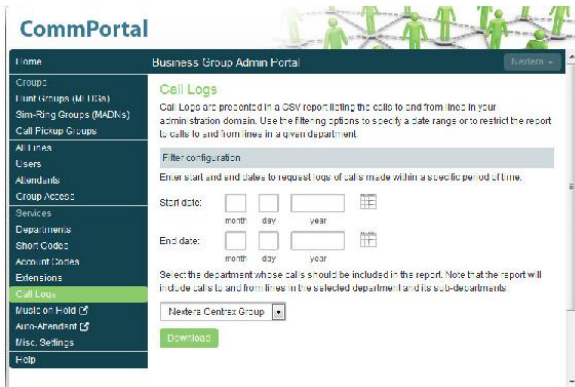 CommPortal
Home
Business Group Admin Portal
Nextera
Groups
Hunt Groups (MLHGs)
Sim-Ring Groups (MADNs)
Call Pickup Groups
All Lines
Users
Attendants
Group Access
Services
Departments
Short Codes
Account Codes
Extensions
Call Logs
Music on Hold
Auto-Attendant
Misc. Settings
Help
Call Logs
Call Logs are presented in a CSV report listing the calls to and from lines in your
administration domain. Use the filtering options to specify a date range or to restrict the report
to calls to and from lines in a given department
Filter configuration
Enter start and end dates to request logs of calls made within a specific period of time.
Start date:
month day year
End date:
month day year
Select the department whose calls should be included in the report. Note that the report will
include calls to and from lines in the selected department and its sub-departments
Nextera Centrex Group
Download